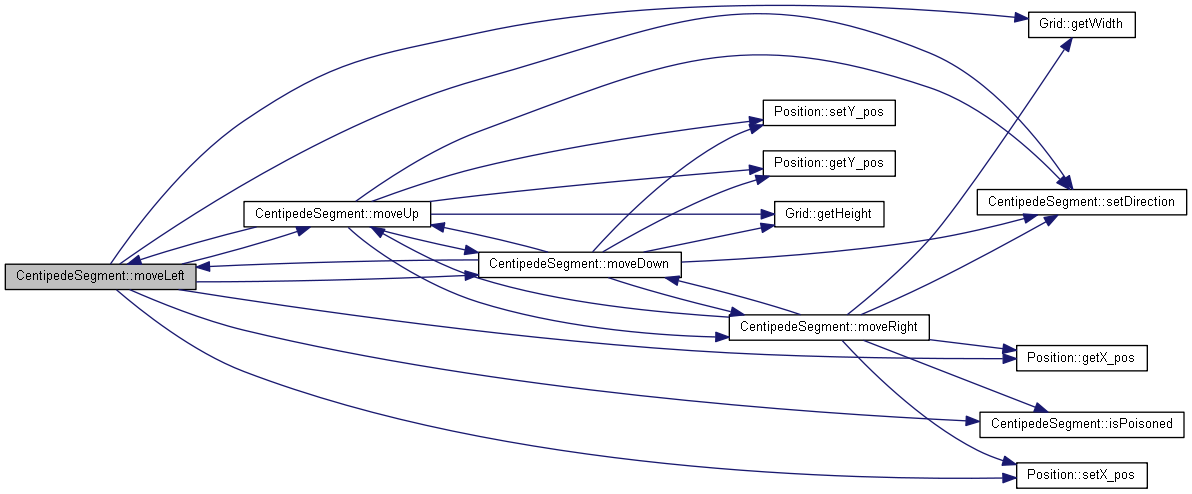 Grid::getWidth
Position::setY_pos
Position::getY_pos
CentipedeSegment::setDirection
CentipedeSegment::moveUp
Grid::getHeight
CentipedeSegment::moveDown
CentipedeSegment::moveLeft
CentipedeSegment::moveRight
Position::getX_pos
CentipedeSegment::isPoisoned
Position::setX_pos